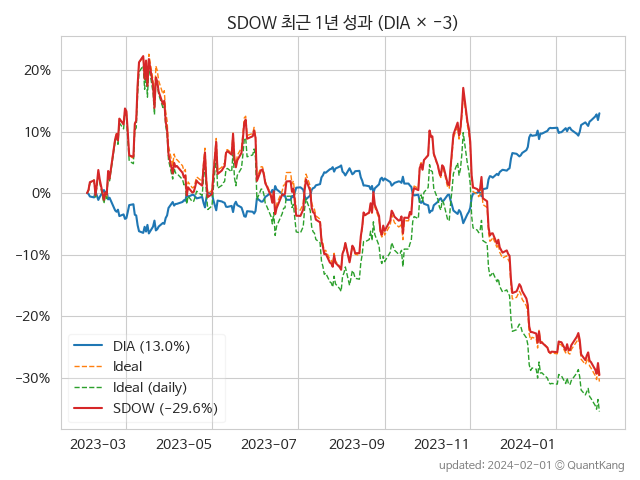 SDOW 최근 1년 성과 (DIA × −3)
20%
10%
0%
−10%
−20%
−30%
DIA (13.0%)
Ideal
Ideal (daily)
SDOW (−29.6%)
2023−03
2023−05
2023−07
2023−09
2023−11
2024−01
updated: 2024−02−01 © QuantKang